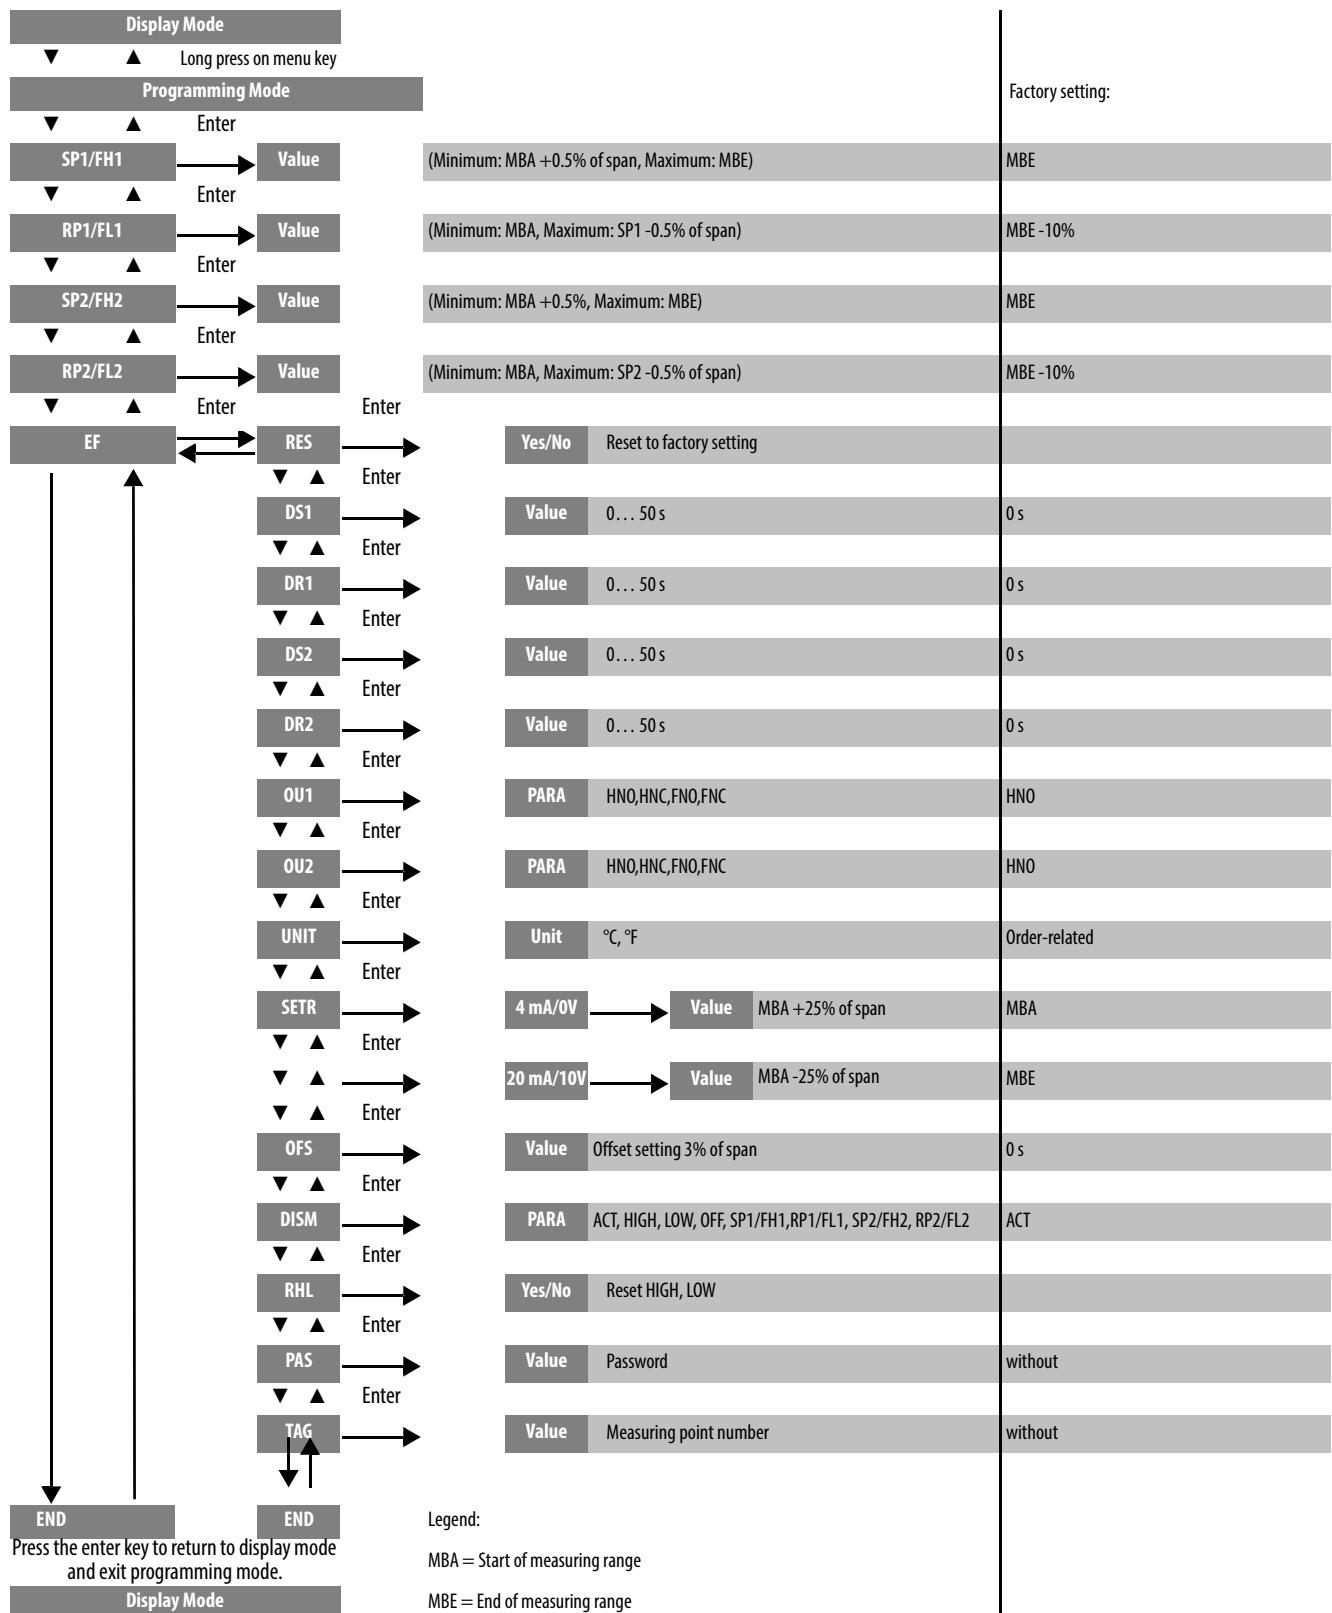 Display Mode
▼ ▲ Long press on menu key
Programming Mode Factory setting:
▼ ▲ Enter
SP1/FH1 Value (Minimum: MBA +0.5% of span, Maximum: MBE) MBE
▼ ▲ Enter
RP1/FL1 Value (Minimum: MBA, Maximum: SP1 -0.5% of span) MBE -10%
▼ ▲ Enter
SP2/FH2 Value (Minimum: MBA +0.5%, Maximum: MBE) MBE
▼ ▲ Enter
RP2/FL2 Value (Minimum: MBA, Maximum: SP2 -0.5% of span) MBE -10%
▼ ▲ Enter Enter
EF RES Yes/No Reset to factory setting
▼ ▲ Enter
DS1 Value 0… 50 s 0 s
▼ ▲ Enter
DR1 Value 0… 50 s 0 s
▼ ▲ Enter
DS2 Value 0… 50 s 0 s
▼ ▲ Enter
DR2 Value 0… 50 s 0 s
▼ ▲ Enter
OU1 PARA HNO,HNC,FNO,FNC HNO
▼ ▲ Enter
OU2 PARA HNO,HNC,FNO,FNC HNO
▼ ▲ Enter
UNIT Unit °C, °F Order-related
▼ ▲ Enter
SETR 4 mA/0V Value MBA +25% of span MBA
▼ ▲ Enter
▼ ▲ 20 mA/10V Value MBA -25% of span MBE
▼ ▲ Enter
OFS Value Offset setting 3% of span 0 s
▼ ▲ Enter
DISM PARA ACT, HIGH, LOW, OFF, SP1/FH1,RP1/FL1, SP2/FH2, RP2/FL2 ACT
▼ ▲ Enter
RHL Yes/No Reset HIGH, LOW
▼ ▲ Enter
PAS Value Password without
▼ ▲ Enter
TAG Value Measuring point number without
END END Legend:
Press the enter key to return to display mode
and exit programming mode.
MBA = Start of measuring range
Display Mode MBE = End of measuring range